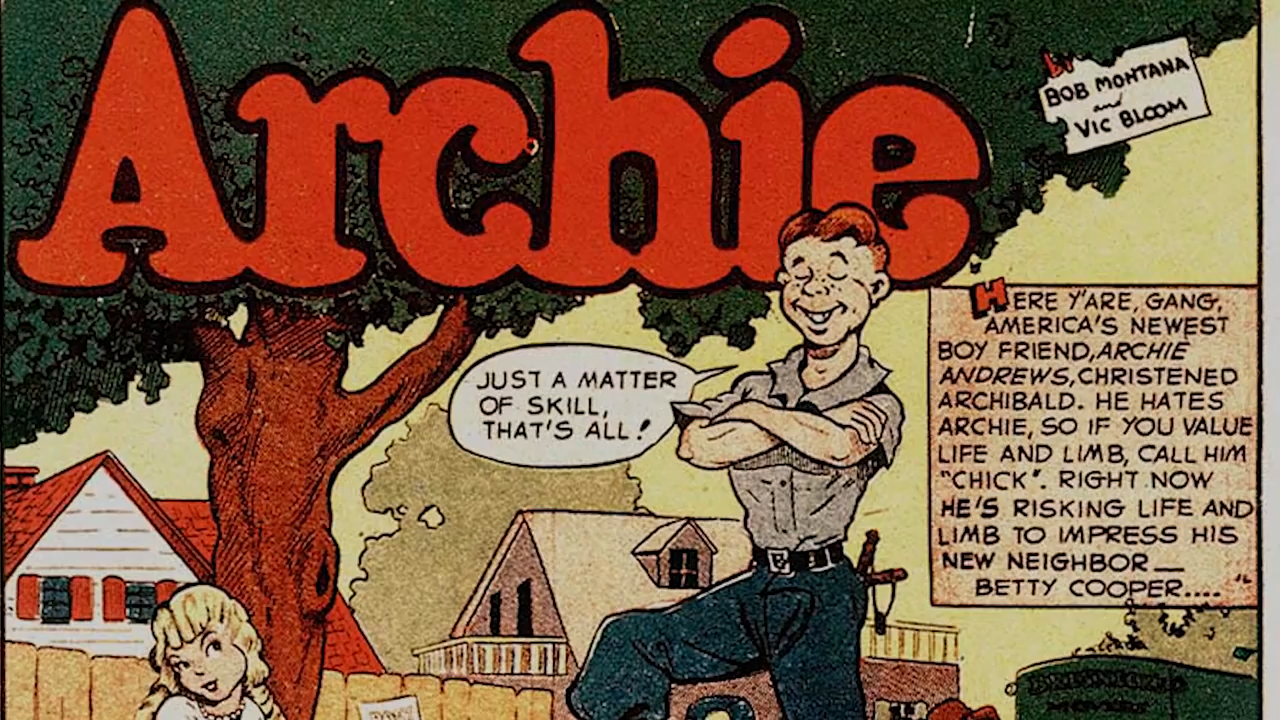 Archie
by
BOB MONTANA
and
VIC BLOOM
JUST A MATTER
OF SKILL,
THAT'S ALL!
HERE Y'ARE, GANG,
AMERICA'S NEWEST
BOY FRIEND, ARCHIE
ANDREWS, CHRISTENED
ARCHIBALD. HE HATES
ARCHIE, SO IF YOU VALUE
LIFE AND LIMB, CALL HIM
"CHICK". RIGHT NOW
HE'S RISKING LIFE AND
LIMB TO IMPRESS HIS
NEW NEIGHBOR —
BETTY COOPER....